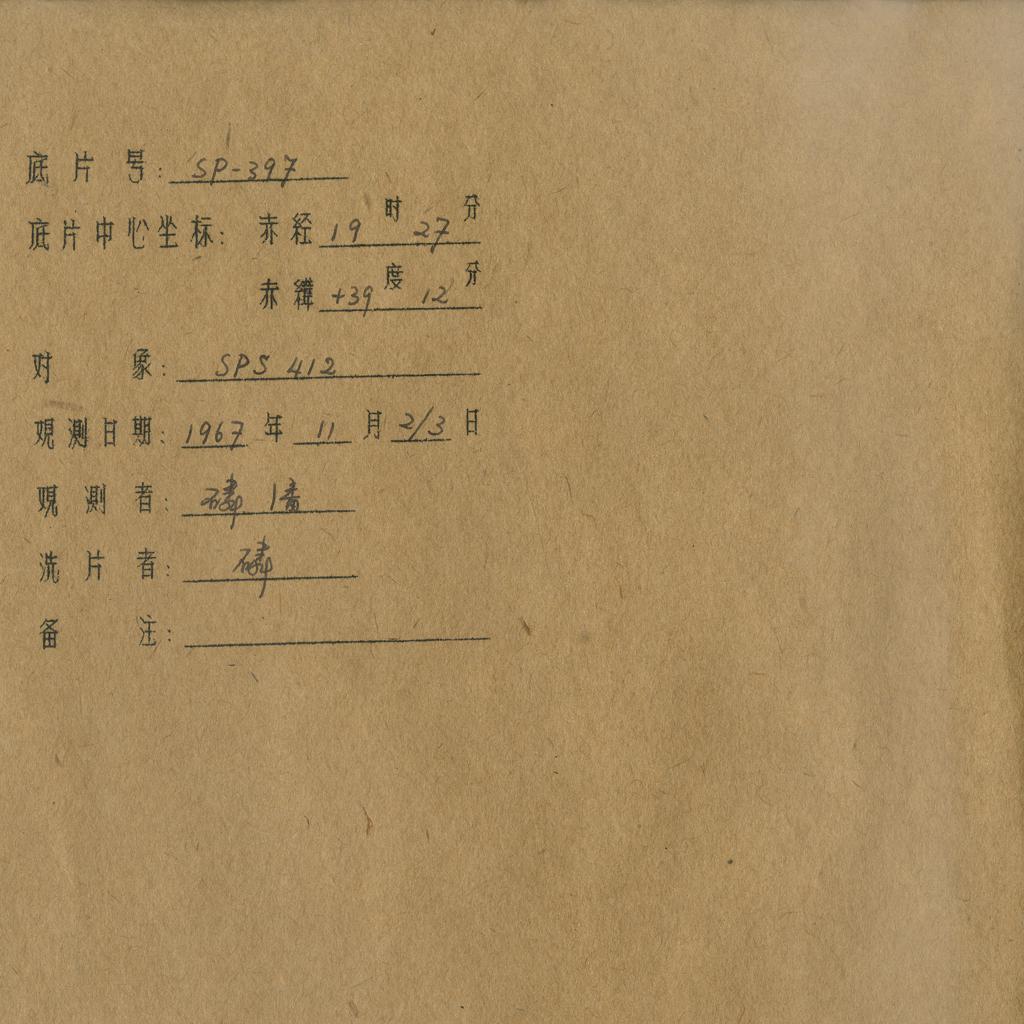 底片号: SP-397
底片中心坐标: 赤経 19 时 27 分
赤緯 +39 度 12 分
对象: SPS 412
观测日期: 1967 年 11 月 2/3 日
观测者: 磷
洗片者: 磷
备注: